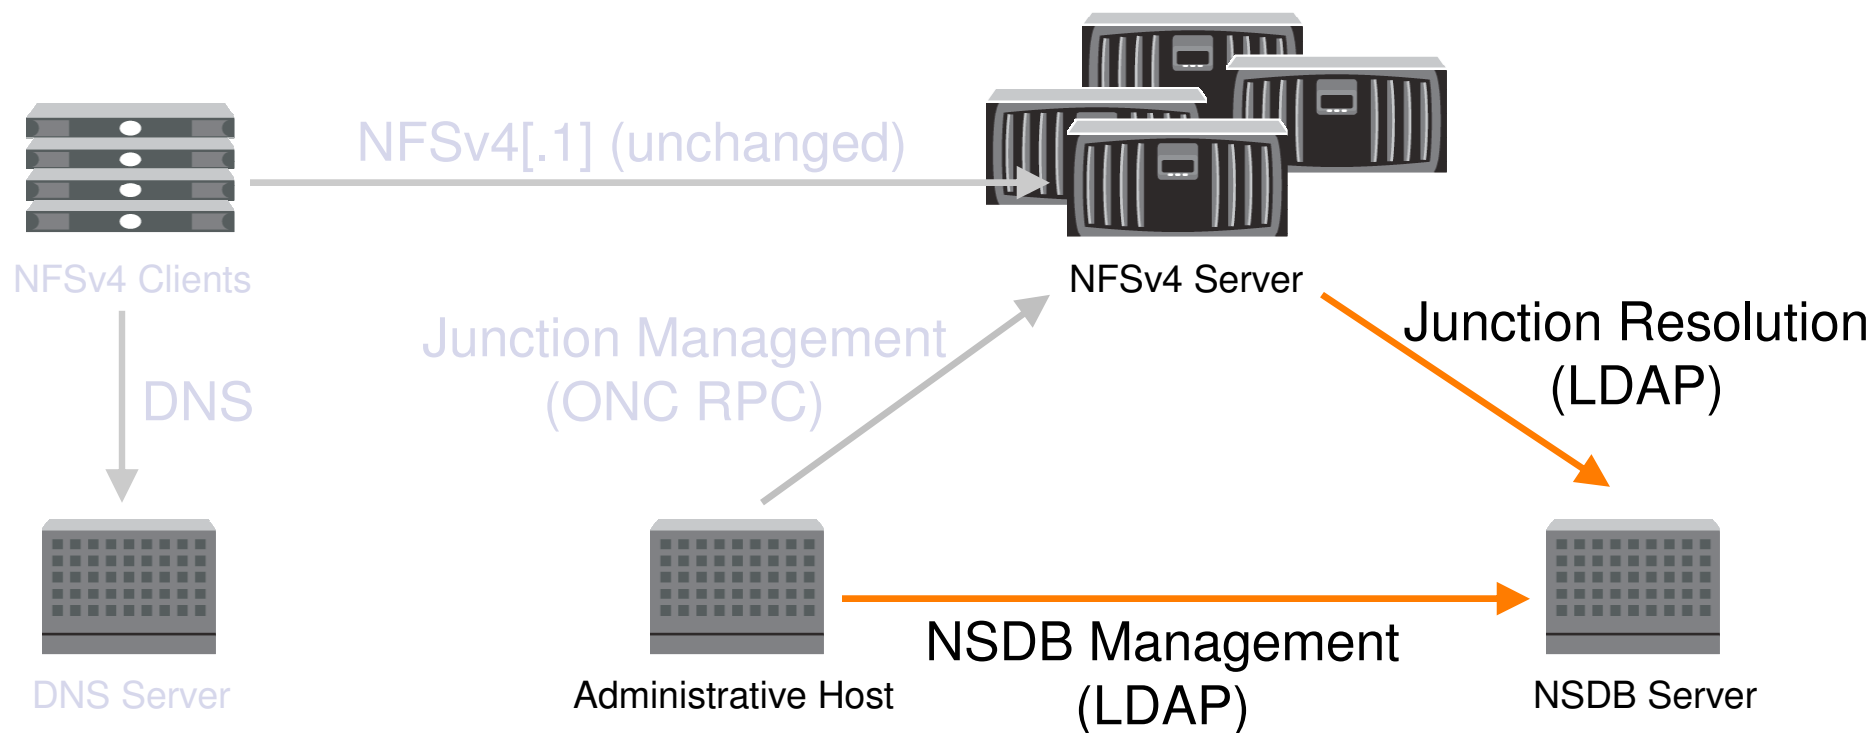 NFSv4[.1] (unchanged)
NFSv4 Clients
NFSv4 Server
Junction Management
(ONC RPC)
Junction Resolution
(LDAP)
DNS
NSDB Management
(LDAP)
DNS Server
Administrative Host
NSDB Server